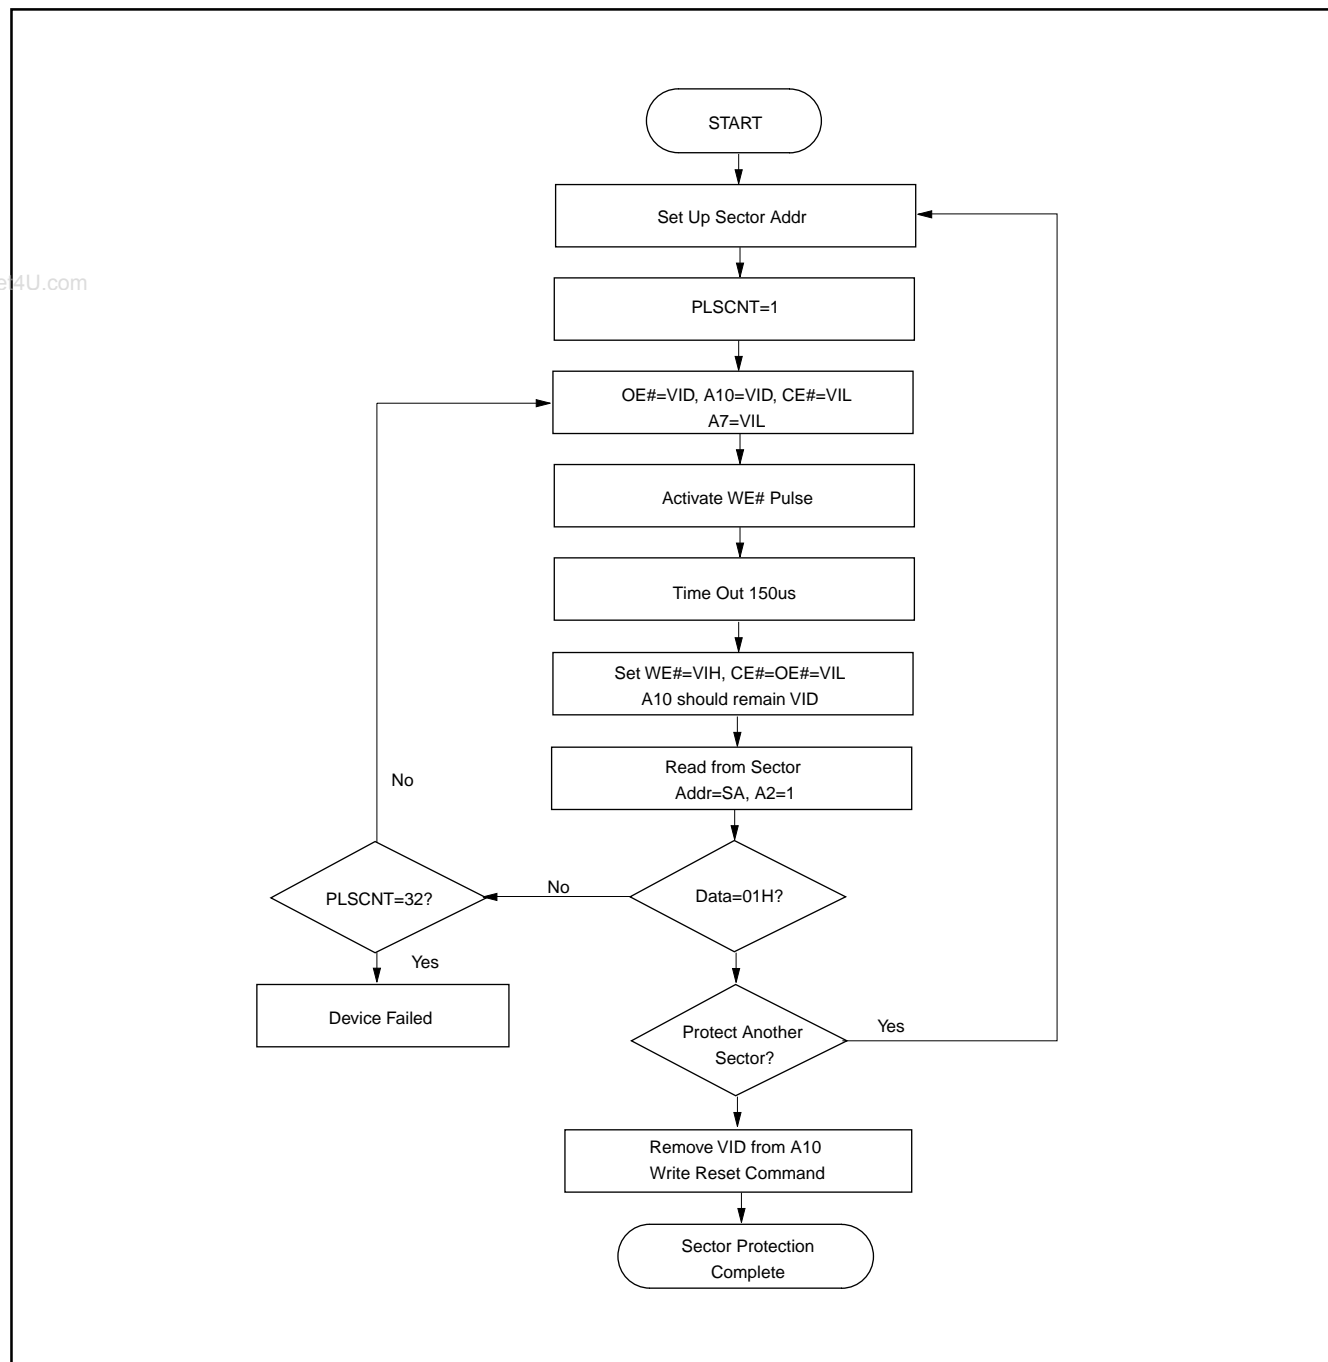 START
Set Up Sector Addr
4U.com
PLSCNT=1
OE#=VID, A10=VID, CE#=VIL
A7=VIL
Activate WE# Pulse
Time Out 150us
Set WE#=VIH, CE#=OE#=VIL
A10 should remain VID
Read from Sector
Addr=SA, A2=1
No
PLSCNT=32?
No
Data=01H?
Yes
Device Failed
Protect Another
Sector?
Yes
Remove VID from A10
Write Reset Command
Sector Protection
Complete